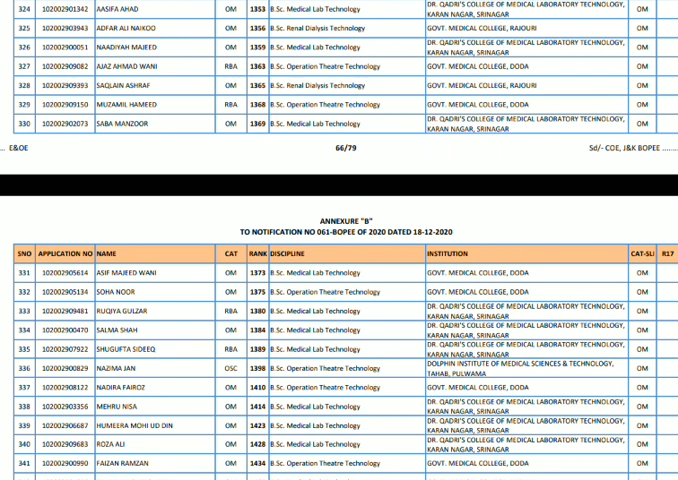 324 102002901342 AASIFA AHAD OM 1353 B.Sc. Medical Lab Technology DR. QADRI'S COLLEGE OF MEDICAL LABORATORY TECHNOLOGY, KARAN NAGAR, SRINAGAR OM
325 102002903943 ADFAR ALI NAIKOO OM 1356 B.Sc. Renal Dialysis Technology GOVT. MEDICAL COLLEGE, RAJOURI OM
326 102002900051 NAADIYAH MAJEED OM 1359 B.Sc. Medical Lab Technology DR. QADRI'S COLLEGE OF MEDICAL LABORATORY TECHNOLOGY, KARAN NAGAR, SRINAGAR OM
327 102002909082 AJAZ AHMAD WANI RBA 1363 B.Sc. Operation Theatre Technology GOVT. MEDICAL COLLEGE, DODA OM
328 102002909393 SAQLAIN ASHRAF OM 1365 B.Sc. Renal Dialysis Technology GOVT. MEDICAL COLLEGE, RAJOURI OM
329 102002909150 MUZAMIL HAMEED RBA 1368 B.Sc. Operation Theatre Technology GOVT. MEDICAL COLLEGE, DODA OM
330 102002902073 SABA MANZOOR OM 1369 B.Sc. Medical Lab Technology DR. QADRI'S COLLEGE OF MEDICAL LABORATORY TECHNOLOGY, KARAN NAGAR, SRINAGAR OM
... E&OE 66/79 Sd/- COE, J&K BOPEE ........
ANNEXURE "B"
TO NOTIFICATION NO 061-BOPEE OF 2020 DATED 18-12-2020
SNO APPLICATION NO NAME CAT RANK DISCIPLINE INSTITUTION CAT-SLI R17
331 102002905614 ASIF MAJEED WANI OM 1373 B.Sc. Medical Lab Technology GOVT. MEDICAL COLLEGE, DODA OM
332 102002905134 SOHA NOOR OM 1375 B.Sc. Operation Theatre Technology GOVT. MEDICAL COLLEGE, DODA OM
333 102002909481 RUQIYA GULZAR RBA 1380 B.Sc. Medical Lab Technology DR. QADRI'S COLLEGE OF MEDICAL LABORATORY TECHNOLOGY, KARAN NAGAR, SRINAGAR OM
334 102002900470 SALMA SHAH OM 1384 B.Sc. Medical Lab Technology DR. QADRI'S COLLEGE OF MEDICAL LABORATORY TECHNOLOGY, KARAN NAGAR, SRINAGAR OM
335 102002907922 SHUGUFTA SIDEEQ RBA 1389 B.Sc. Medical Lab Technology DR. QADRI'S COLLEGE OF MEDICAL LABORATORY TECHNOLOGY, KARAN NAGAR, SRINAGAR OM
336 102002900829 NAZIMA JAN OSC 1398 B.Sc. Operation Theatre Technology DOLPHIN INSTITUTE OF MEDICAL SCIENCES & TECHNOLOGY, TAHAB, PULWAMA OM
337 102002908122 NADIRA FAIROZ OM 1410 B.Sc. Operation Theatre Technology GOVT. MEDICAL COLLEGE, DODA OM
338 102002903356 MEHRU NISA OM 1414 B.Sc. Medical Lab Technology DR. QADRI'S COLLEGE OF MEDICAL LABORATORY TECHNOLOGY, KARAN NAGAR, SRINAGAR OM
339 102002906687 HUMEERA MOHI UD DIN OM 1423 B.Sc. Medical Lab Technology DR. QADRI'S COLLEGE OF MEDICAL LABORATORY TECHNOLOGY, KARAN NAGAR, SRINAGAR OM
340 102002909683 ROZA ALI OM 1428 B.Sc. Medical Lab Technology DR. QADRI'S COLLEGE OF MEDICAL LABORATORY TECHNOLOGY, KARAN NAGAR, SRINAGAR OM
341 102002900990 FAIZAN RAMZAN OM 1434 B.Sc. Operation Theatre Technology GOVT. MEDICAL COLLEGE, DODA OM